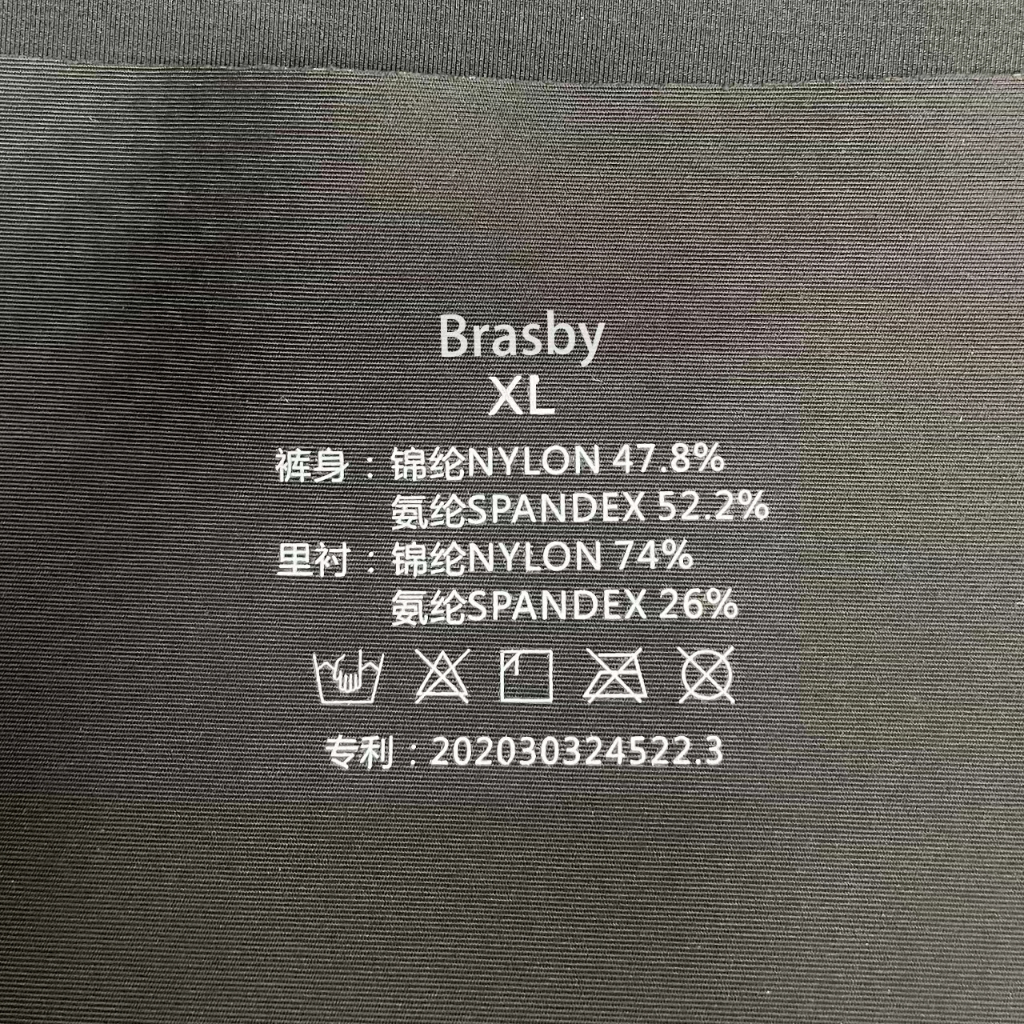 Brasby
XL
裤身：锦纶NYLON 47.8%
氨纶SPANDEX 52.2%
里衬：锦纶NYLON 74%
氨纶SPANDEX 26%
专利：202030324522.3